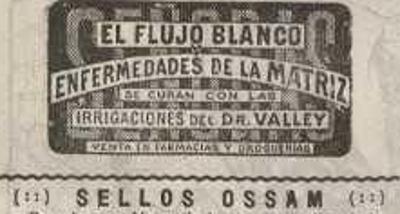 SEÑORAS
EL FLUJO BLANCO
ENFERMEDADES DE LA MATRIZ
SE CURAN CON LAS
IRRIGACIONES DEL DR. VALLEY
VENTA EN FARMACIAS Y DROGUERIAS
(::) SELLOS OSSAM (::)